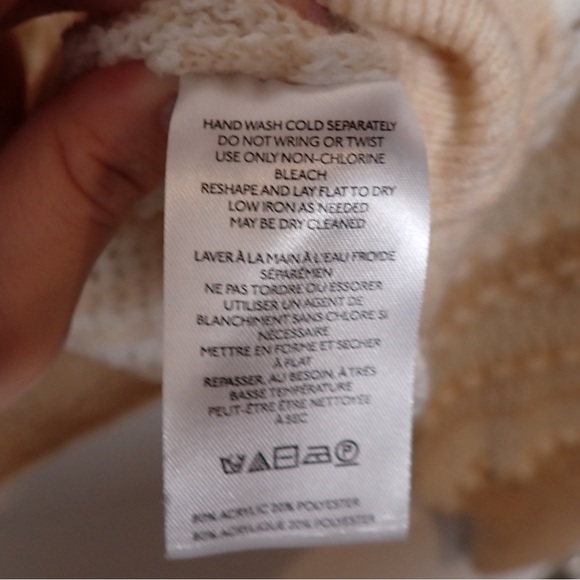 HAND WASH COLD SEPARATELY
DO NOT WRING OR TWIST
USE ONLY NON-CHLORINE
BLEACH
RESHAPE AND LAY FLAT TO DRY
LOW IRON AS NEEDED
MAY BE DRY CLEANED
LAVER À LA MAIN À L'EAU FROIDE
SÉPARÉMEN
NE PAS TORDRE OU ESSORER
UTILISER UN AGENT DE
BLANCHIMENT SANS CHLORE SI
NÉCESSAIRE
METTRE EN FORME ET SECHER
À PLAT
REPASSER, AU BESOIN, À TRÈS
BASSE TEMPÉRATURE
PEUT-ÊTRE ÊTRE NETTOYÉE
À SEC
80% ACRYLIC 20% POLYESTER
80% ACRYLIQUE 20% POLYESTER